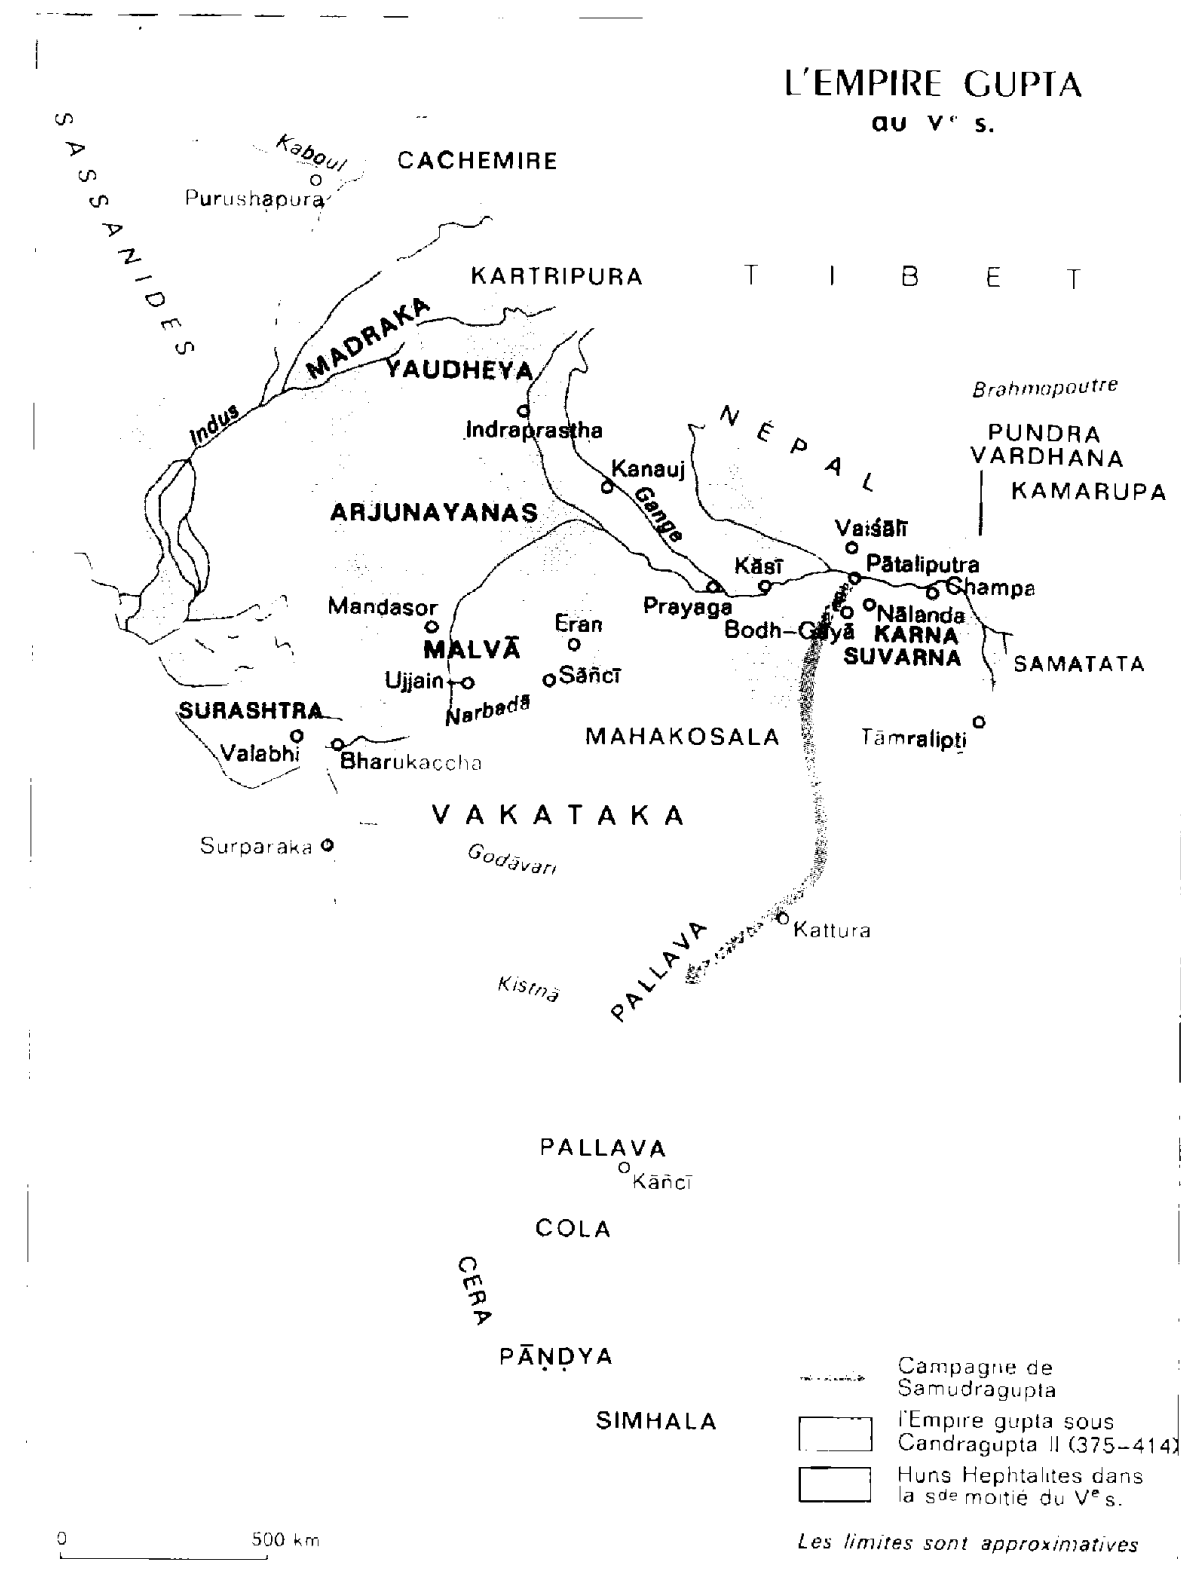 L'EMPIRE GUPTA
au Vᵉ s.
SASSANIDES
Kaboul
CACHEMIRE
Purushapura
KARTRIPURA
TIBET
MADRAKA
YAUDHEYA
Brahmapoutre
Indus
Indraprastha
NÉPAL
PUNDRA
VARDHANA
Kanauj
KAMARUPA
Gange
ARJUNAYANAS
Vaiśālī
Pātaliputra
Kāsī
Champa
Mandasor
Prayaga
Nālanda
Eran
Bodh-Gayā
KARNA
SUVARNA
MALVĀ
SAMATATA
Ujjain
Sāñcī
Narbadā
SURASHTRA
MAHAKOSALA
Tāmralipṭi
Valabhi
Bharukaccha
VAKATAKA
Surparaka
Godāvari
Kattura
PALLAVA
Kistnā
PALLAVA
Kāñcī
COLA
CERA
PĀṆḌYA
SIMHALA
Campagne de
Samudragupta
l'Empire gupta sous
Candragupta II (375-414)
Huns Hephtalites dans
la sᵈᵉ moitié du Vᵉ s.
0 500 km
Les limites sont approximatives